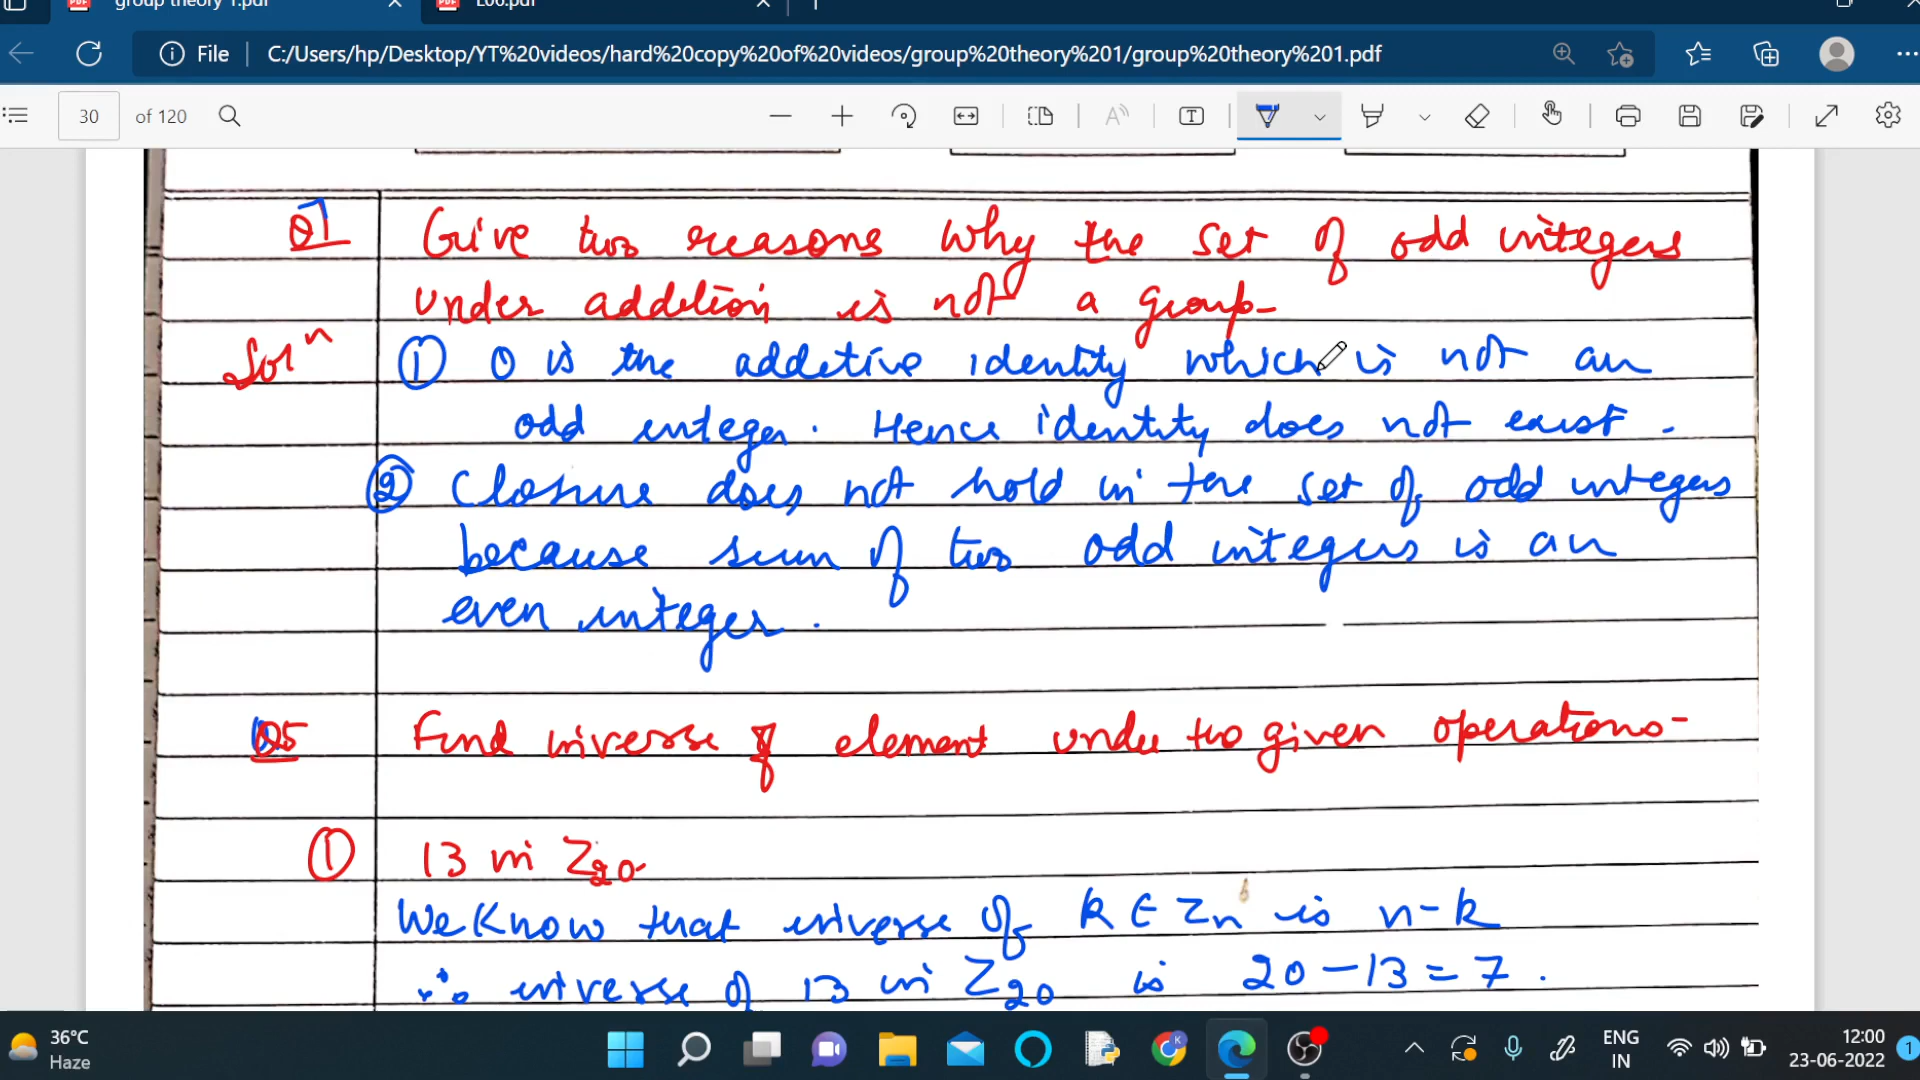 group theory 1.pdf
L06.pdf
File
C:/Users/hp/Desktop/YT%20videos/hard%20copy%20of%20videos/group%20theory%201/group%20theory%201.pdf
30 of 120
Q7 Give two reasons why the set of odd integers
under addition is not a group-
Solⁿ ① 0 is the additive identity which is not an
odd integer. Hence identity does not exist.
② Closure does not hold in the set of odd integers
because sum of two odd integers is an
even integer.
Q5 Find inverse of element under the given operations-
① 13 in Z20
We know that inverse of k ∈ Zn is n-k
∴ inverse of 13 in Z20 is 20-13=7.
36°C
Haze
ENG
IN
12:00
23-06-2022
1